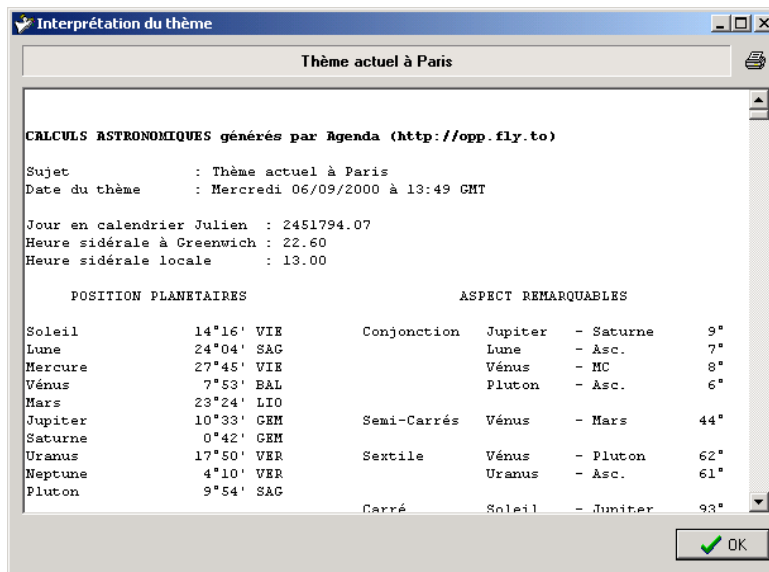 Interprétation du thème
Thème actuel à Paris
CALCULS ASTRONOMIQUES générés par Agenda (http://opp.fly.to)
Sujet : Thème actuel à Paris
Date du thème : Mercredi 06/09/2000 à 13:49 GMT
Jour en calendrier Julien : 2451794.07
Heure sidérale à Greenwich : 22.60
Heure sidérale locale : 13.00
POSITION PLANETAIRES ASPECT REMARQUABLES
Soleil 14°16' VIE Conjonction Jupiter - Saturne 9°
Lune 24°04' SAG Lune - Asc. 7°
Mercure 27°45' VIE Vénus - MC 8°
Vénus 7°53' BAL Pluton - Asc. 6°
Mars 23°24' LIO
Jupiter 10°33' GEM Semi-Carrés Vénus - Mars 44°
Saturne 0°42' GEM
Uranus 17°50' VER Sextile Vénus - Pluton 62°
Neptune 4°10' VER Uranus - Asc. 61°
Pluton 9°54' SAG
Carré Soleil - Jupiter 93°
OK